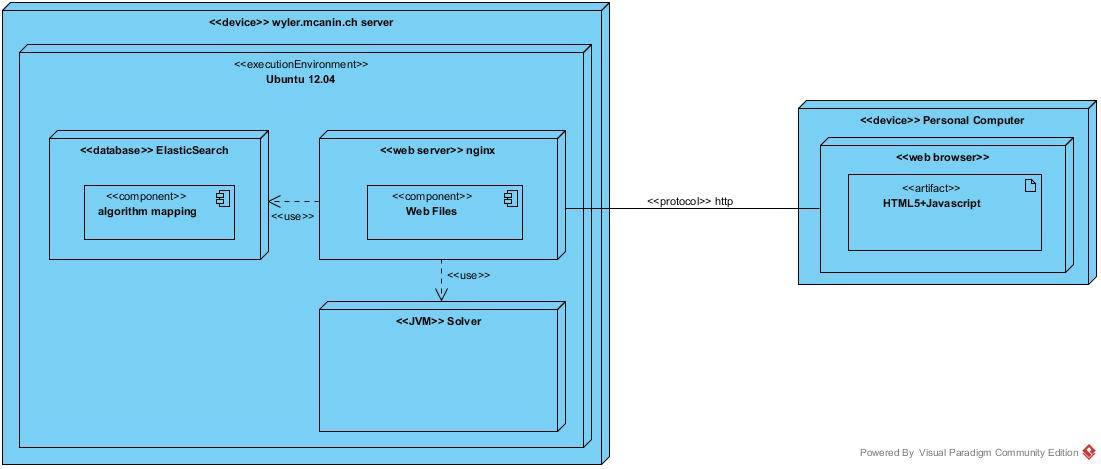 <<device>> wyler.mcanin.ch server
<<executionEnvironment>>
Ubuntu 12.04
<<database>> ElasticSearch
<<component>>
algorithm mapping
<<use>>
<<web server>> nginx
<<component>>
Web Files
<<use>>
<<JVM>> Solver
<<protocol>> http
<<device>> Personal Computer
<<web browser>>
<<artifact>>
HTML5+Javascript
Powered By Visual Paradigm Community Edition